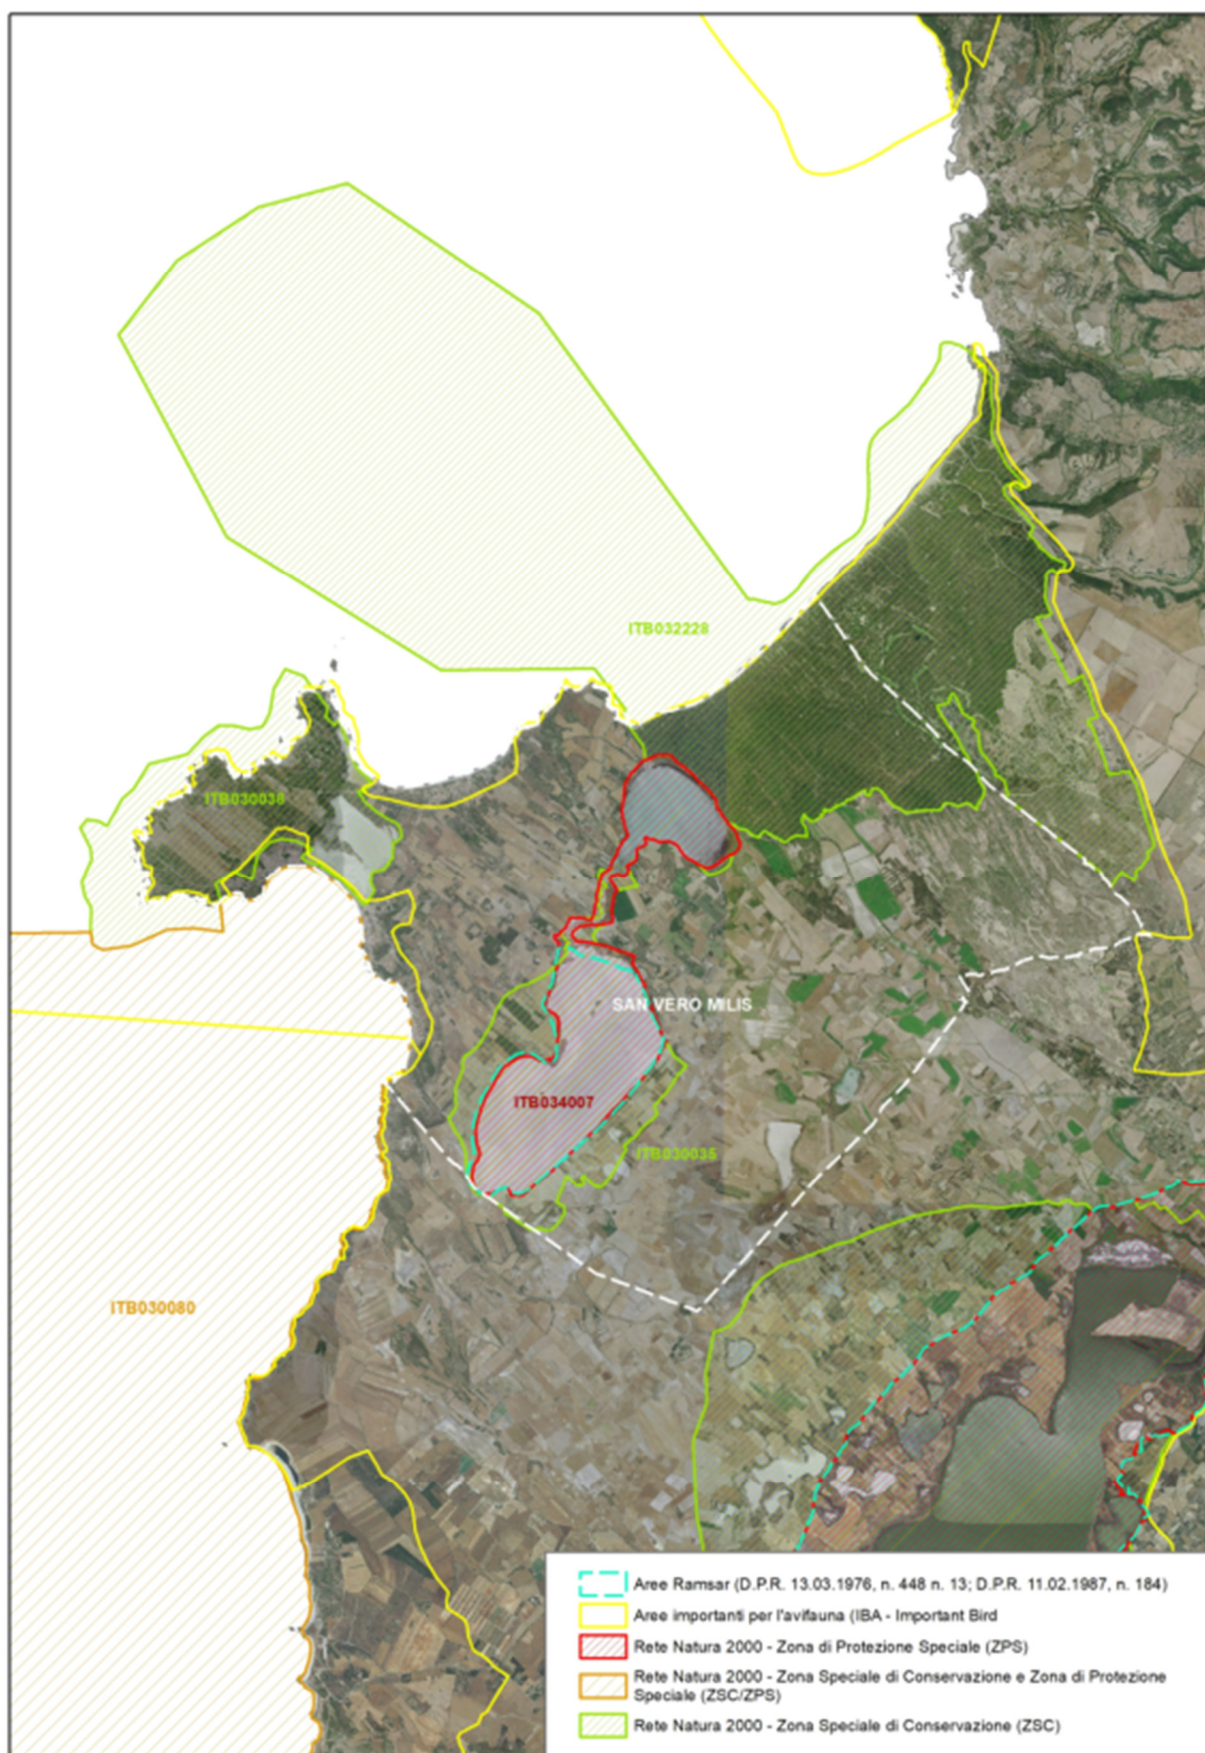 ITB032228
ITB030038
SAN VERO MILIS
ITB034007
ITB030035
ITB030080
Aree Ramsar (D.P.R. 13.03.1976, n. 448 n. 13; D.P.R. 11.02.1987, n. 184)
Aree importanti per l'avifauna (IBA - Important Bird
Rete Natura 2000 - Zona di Protezione Speciale (ZPS)
Rete Natura 2000 - Zona Speciale di Conservazione e Zona di Protezione
Speciale (ZSC/ZPS)
Rete Natura 2000 - Zona Speciale di Conservazione (ZSC)